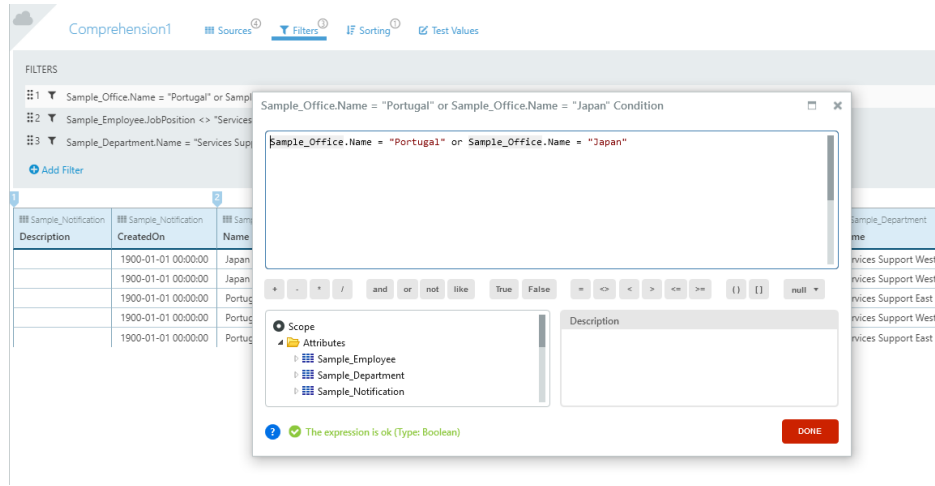 Comprehension1
Sources 4
Filters 3
Sorting 1
Test Values
FILTERS
1 Sample_Office.Name = "Portugal" or Sampl
2 Sample_Employee.JobPosition <> "Services
3 Sample_Department.Name = "Services Sup
Add Filter
Sample_Office.Name = "Portugal" or Sample_Office.Name = "Japan" Condition
Sample_Office.Name = "Portugal" or Sample_Office.Name = "Japan"
+ - * / and or not like True False = <> < > <= >= () [] null
Scope
Attributes
Sample_Employee
Sample_Department
Sample_Notification
Description
? The expression is ok (Type: Boolean)
DONE
1 2
Sample_Notification Sample_Notification Sam Sample_Department
Description CreatedOn Name me
1900-01-01 00:00:00 Japan rvices Support West
1900-01-01 00:00:00 Japan rvices Support West
1900-01-01 00:00:00 Portug rvices Support East
1900-01-01 00:00:00 Portug rvices Support West
1900-01-01 00:00:00 Portug rvices Support East